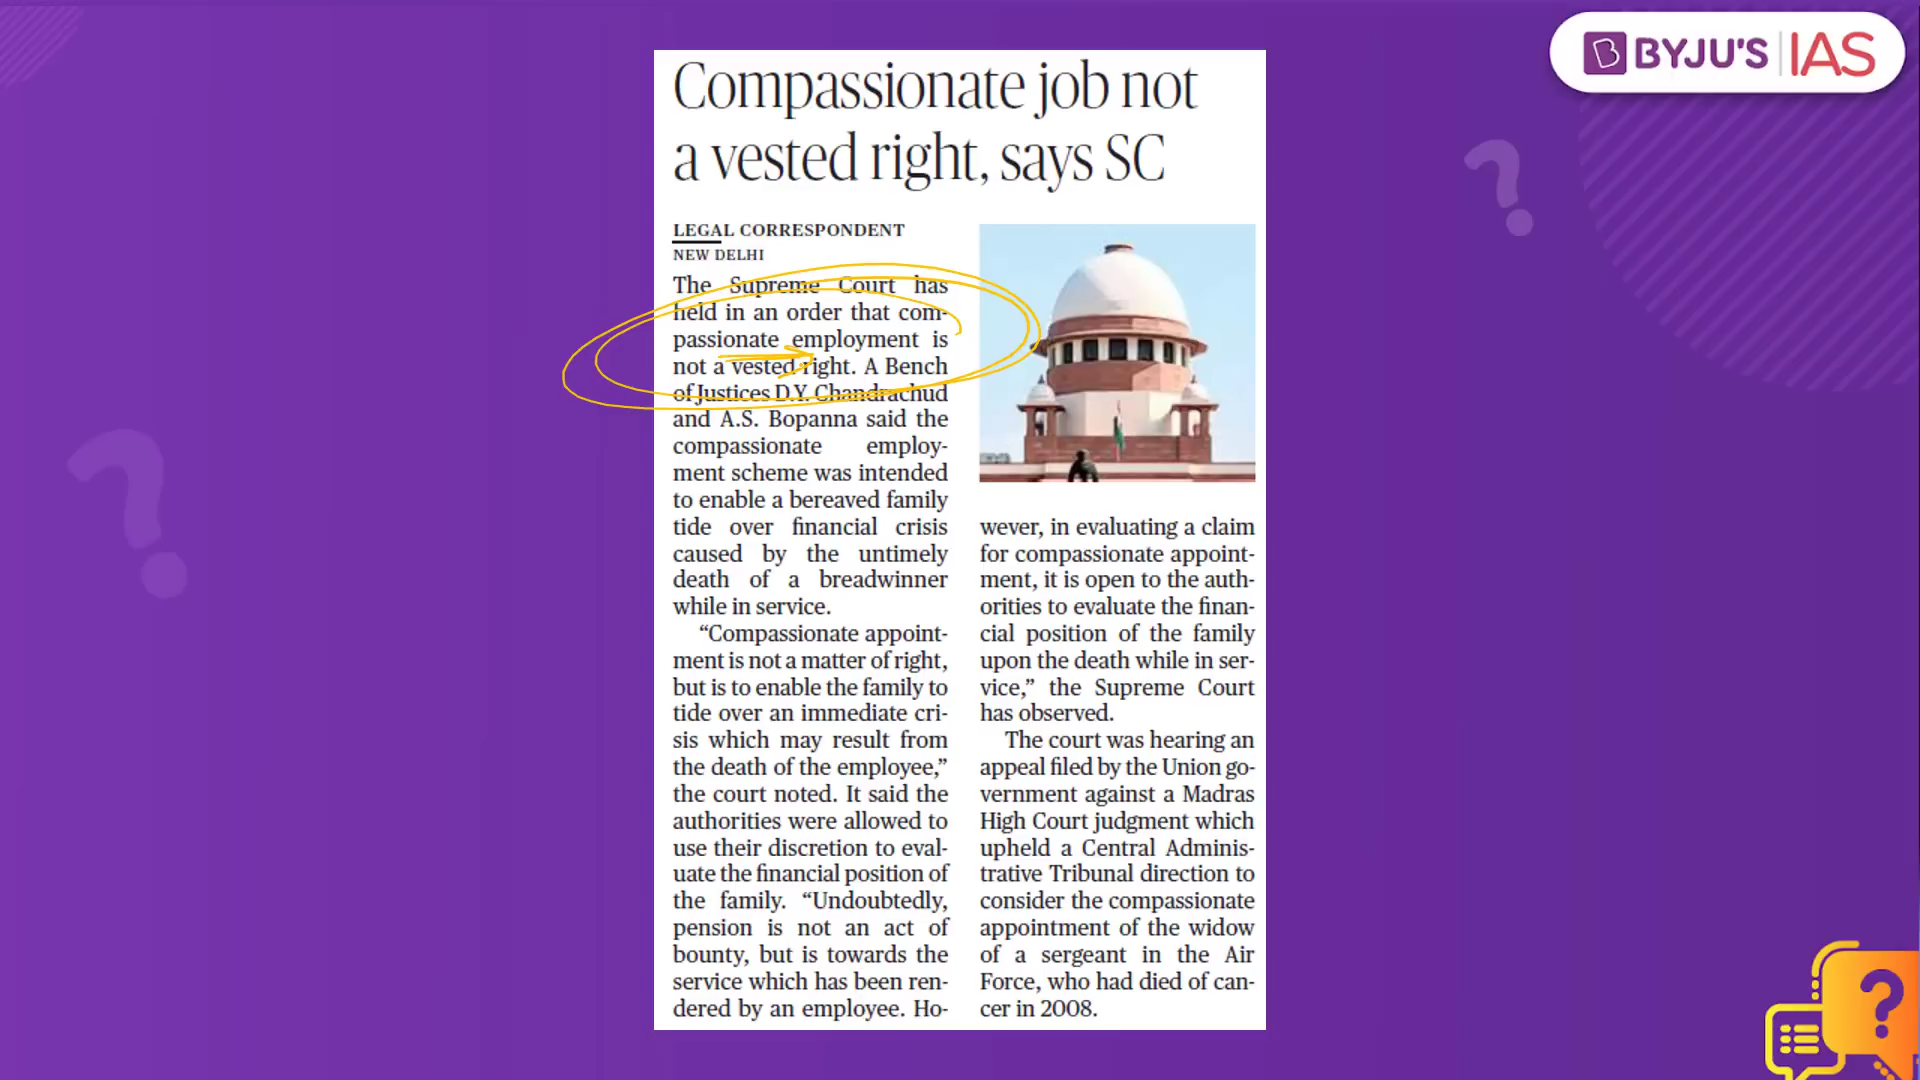 BYJU'S IAS
Compassionate job not
a vested right, says SC
LEGAL CORRESPONDENT
NEW DELHI
The Supreme Court has
held in an order that com-
passionate employment is
not a vested right. A Bench
of Justices D.Y. Chandrachud
and A.S. Bopanna said the
compassionate employ-
ment scheme was intended
to enable a bereaved family
tide over financial crisis
caused by the untimely
death of a breadwinner
while in service.
“Compassionate appoint-
ment is not a matter of right,
but is to enable the family to
tide over an immediate cri-
sis which may result from
the death of the employee,”
the court noted. It said the
authorities were allowed to
use their discretion to eval-
uate the financial position of
the family. “Undoubtedly,
pension is not an act of
bounty, but is towards the
service which has been ren-
dered by an employee. Ho-
wever, in evaluating a claim
for compassionate appoint-
ment, it is open to the auth-
orities to evaluate the finan-
cial position of the family
upon the death while in ser-
vice,” the Supreme Court
has observed.
The court was hearing an
appeal filed by the Union go-
vernment against a Madras
High Court judgment which
upheld a Central Adminis-
trative Tribunal direction to
consider the compassionate
appointment of the widow
of a sergeant in the Air
Force, who had died of can-
cer in 2008.